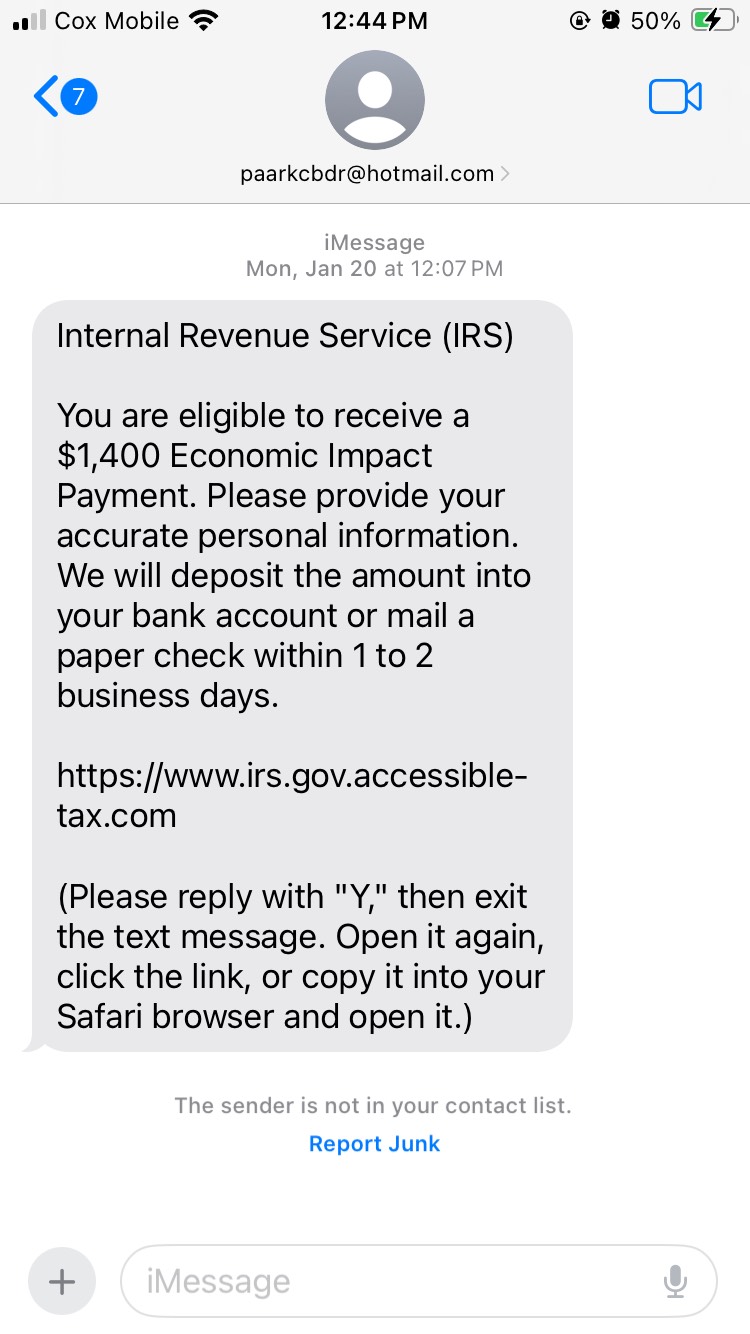 Cox Mobile 12:44 PM 50%
7
paarkcbdr@hotmail.com
iMessage
Mon, Jan 20 at 12:07 PM
Internal Revenue Service (IRS)
You are eligible to receive a
$1,400 Economic Impact
Payment. Please provide your
accurate personal information.
We will deposit the amount into
your bank account or mail a
paper check within 1 to 2
business days.
https://www.irs.gov.accessible-
tax.com
(Please reply with "Y," then exit
the text message. Open it again,
click the link, or copy it into your
Safari browser and open it.)
The sender is not in your contact list.
Report Junk
iMessage